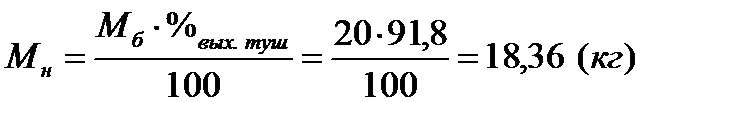 Mн = Mб · %вых. туш / 100 = 20 · 91,8 / 100 = 18,36 (кг)